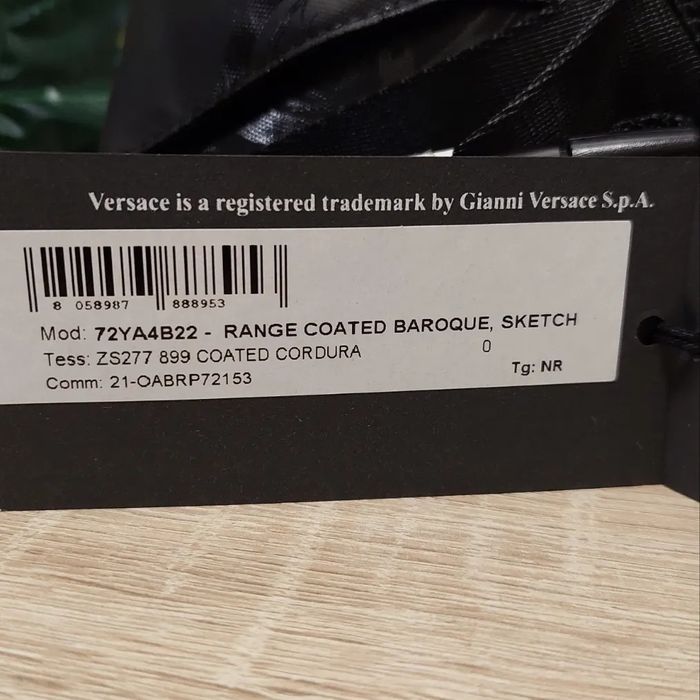 Versace is a registered trademark by Gianni Versace S.p.A.
8 058987 888953
Mod: 72YA4B22 - RANGE COATED BAROQUE, SKETCH
Tess: ZS277 899 COATED CORDURA 0
Comm: 21-OABRP72153 Tg: NR